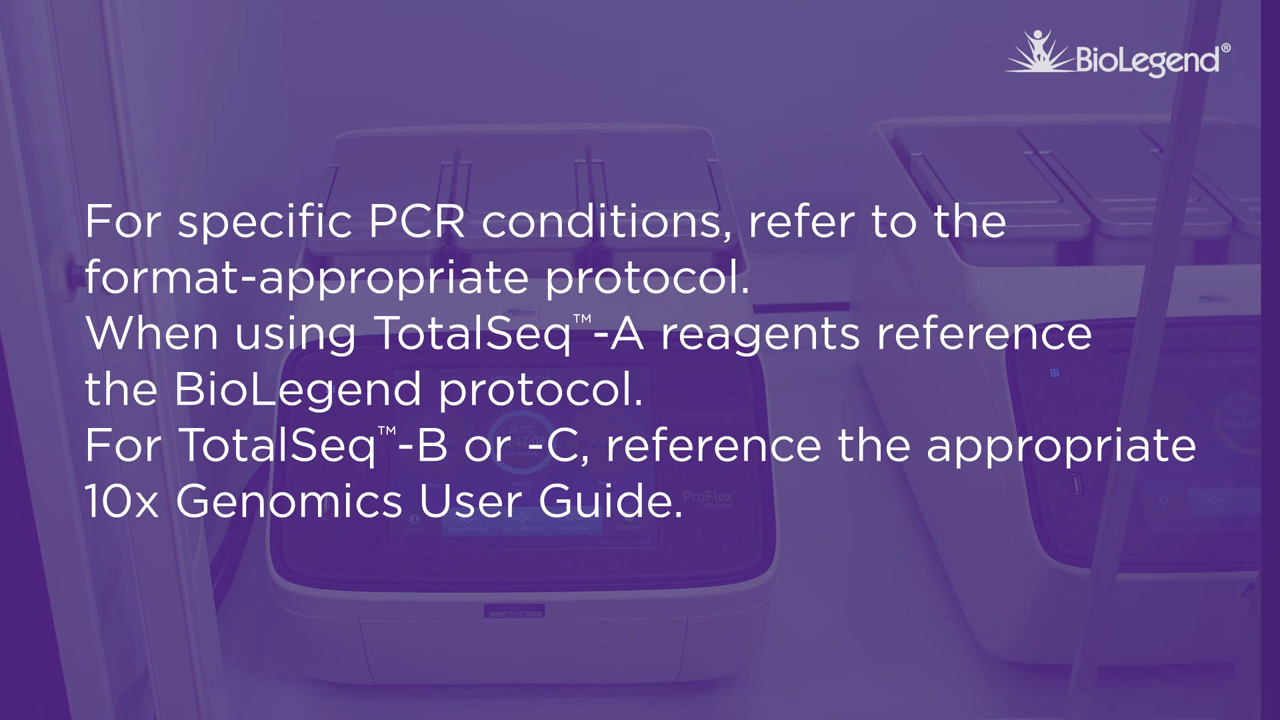 BioLegend®
For specific PCR conditions, refer to the
format-appropriate protocol.
When using TotalSeq™-A reagents reference
the BioLegend protocol.
For TotalSeq™-B or -C, reference the appropriate
10x Genomics User Guide.
ProFlex